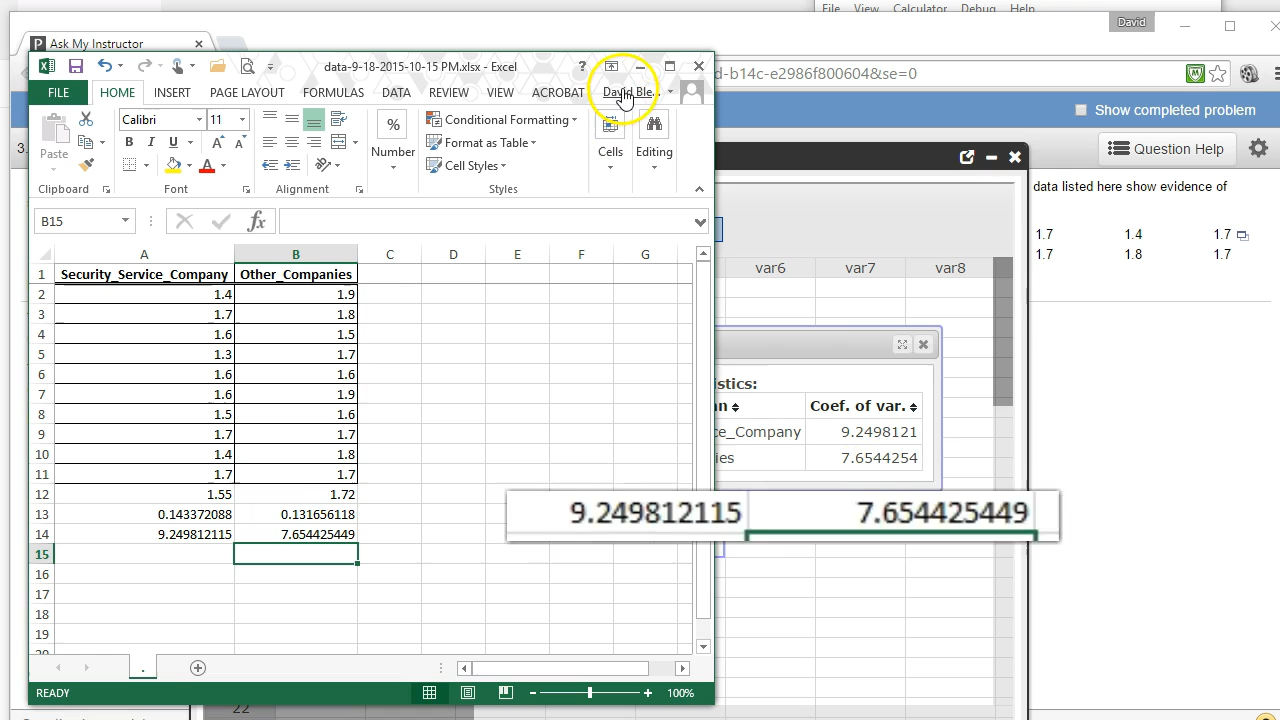 File View Calculator Debug Help
David
Ask My Instructor
data-9-18-2015-10-15 PM.xlsx - Excel
d-b14c-e2986f800604&se=0
FILE HOME INSERT PAGE LAYOUT FORMULAS DATA REVIEW VIEW ACROBAT David Ble...
Show completed problem
Calibri 11
Paste
B I U
A A
A
%
Number
Conditional Formatting
Format as Table
Cell Styles
Cells
Editing
Clipboard Font Alignment Styles
3.
Question Help
data listed here show evidence of
1.7 1.4 1.7
1.7 1.8 1.7
B15
fx
A B C D E F G
var6 var7 var8
1 Security_Service_Company Other_Companies
2 1.4 1.9
3 1.7 1.8
4 1.6 1.5
5 1.3 1.7
6 1.6 1.6
7 1.6 1.9
8 1.5 1.6
9 1.7 1.7
10 1.4 1.8
11 1.7 1.7
12 1.55 1.72
13 0.143372088 0.131656118
14 9.249812115 7.654425449
15
16
17
18
19
istics:
Coef. of var.
ce_Company 9.2498121
ies 7.6544254
9.249812115 7.654425449
READY
100%
22